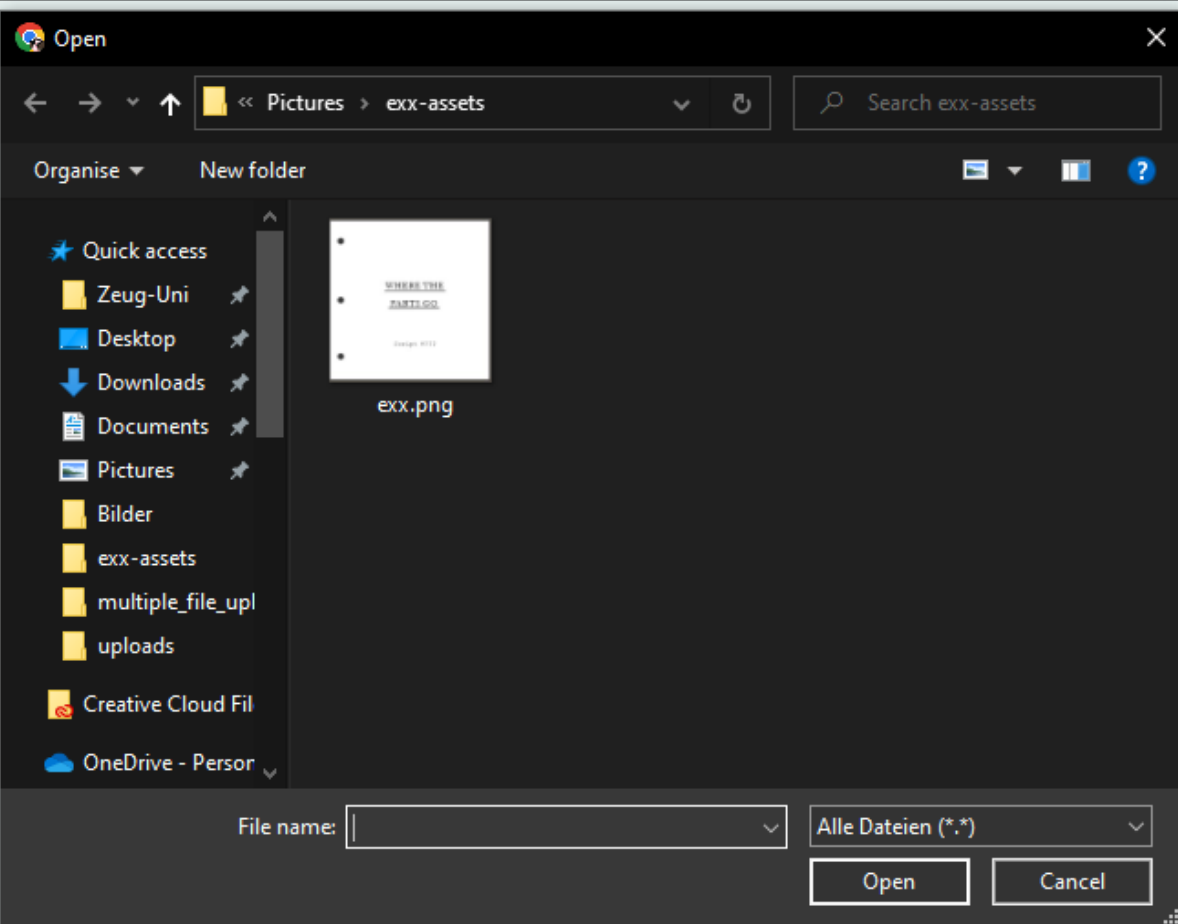 Open
« Pictures > exx-assets
Search exx-assets
Organise
New folder
?
Quick access
Zeug-Uni
Desktop
Downloads
Documents
Pictures
Bilder
exx-assets
multiple_file_upl
uploads
Creative Cloud Fil
OneDrive - Person
WHERE THE
PARTS GO
exx.png
File name:
Alle Dateien (*.*)
Open
Cancel